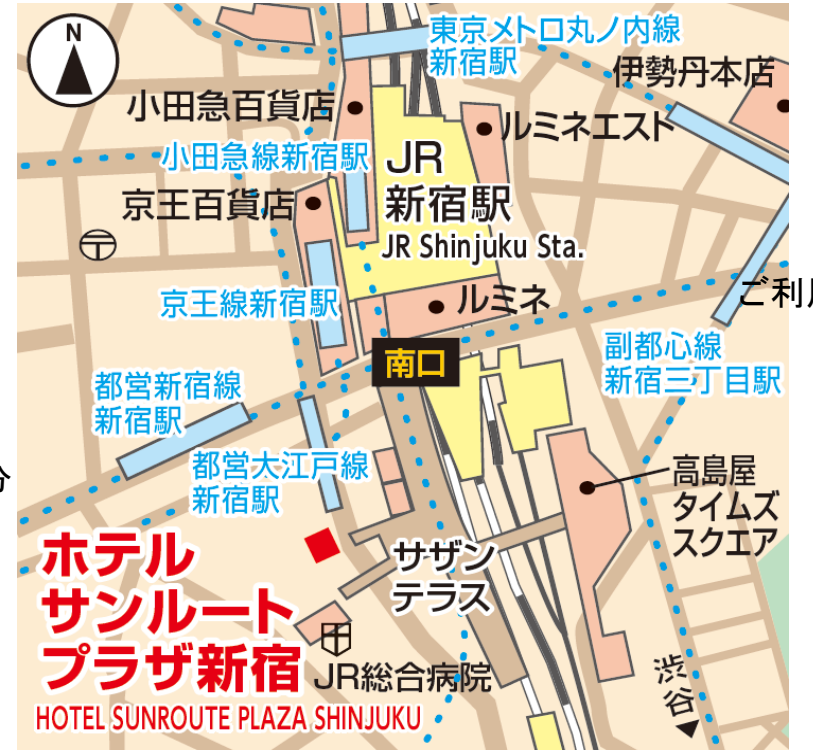 N
東京メトロ丸ノ内線
新宿駅
伊勢丹本店
小田急百貨店
ルミネエスト
小田急線新宿駅
JR
新宿駅
JR Shinjuku Sta.
京王百貨店
京王線新宿駅
ルミネ
ご利用
南口
副都心線
新宿三丁目駅
都営新宿線
新宿駅
都営大江戸線
新宿駅
分
高島屋
タイムズ
スクエア
サザン
テラス
ホテル
サンルート
プラザ新宿
HOTEL SUNROUTE PLAZA SHINJUKU
JR総合病院
渋谷